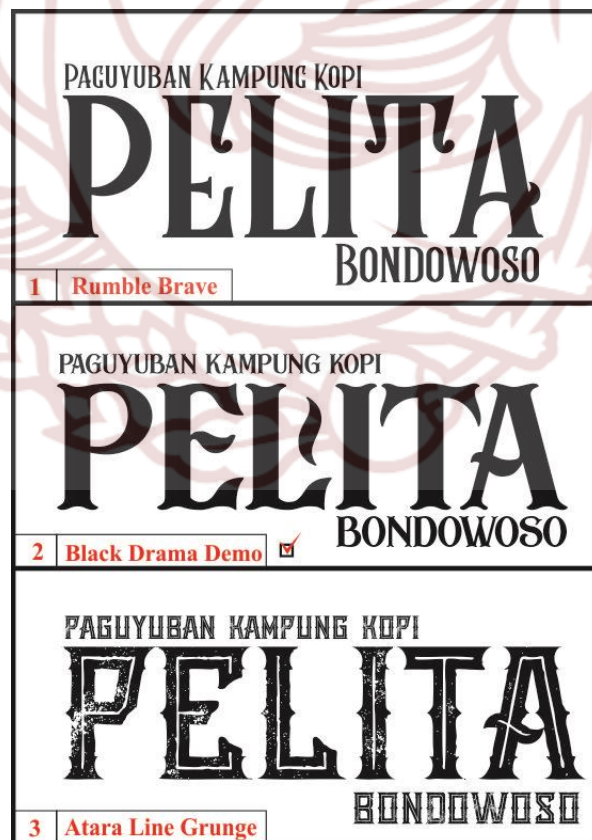 PAGUYUBAN KAMPUNG KOPI
PELITA
BONDOWOSO
1 Rumble Brave
PAGUYUBAN KAMPUNG KOPI
PELITA
BONDOWOSO
2 Black Drama Demo
PAGUYUBAN KAMPUNG KOPI
PELITA
BONDOWOSO
3 Atara Line Grunge